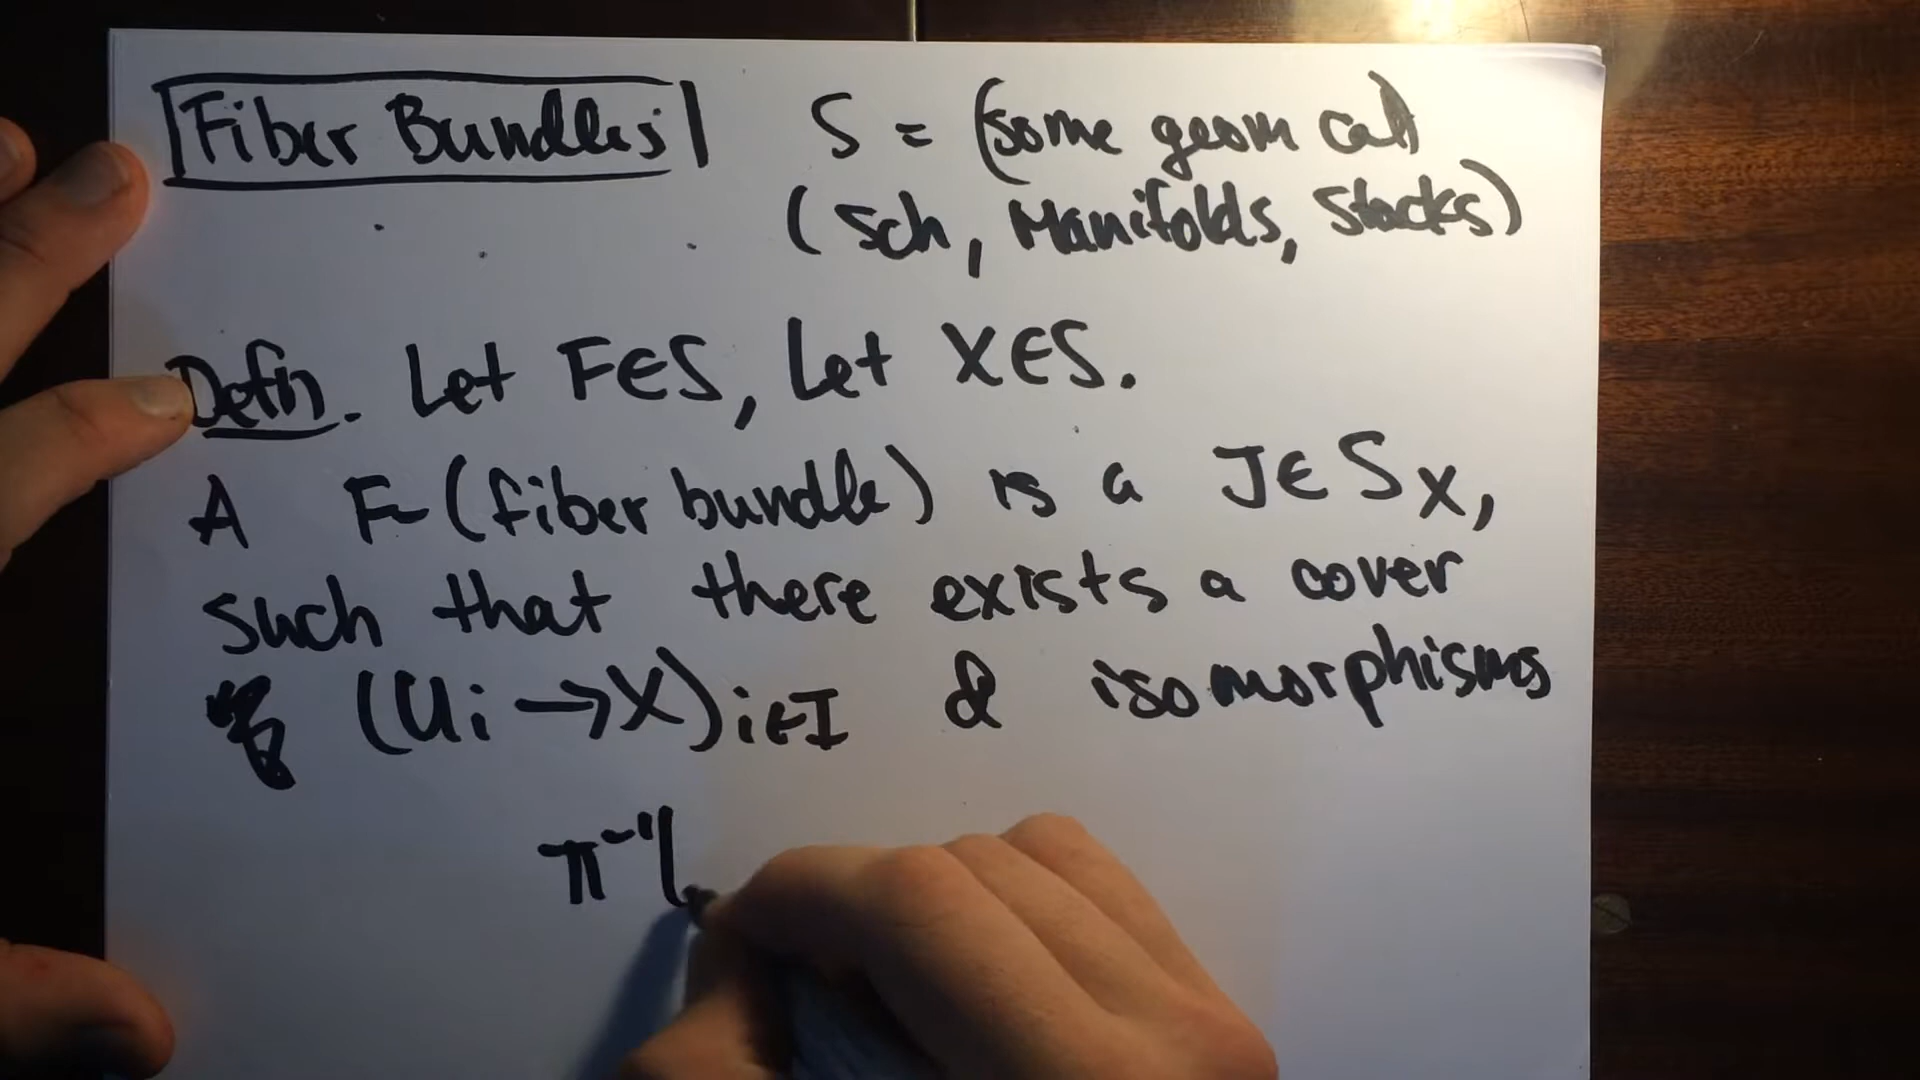 Fiber Bundles S = (some geom cat)
(Sch, Manifolds, Stacks)
Defn. Let F∈S, Let X∈S.
A F-(fiber bundle) is a J∈S_X,
such that there exists a cover
(Ui→X)i∈I & isomorphisms
π⁻¹(